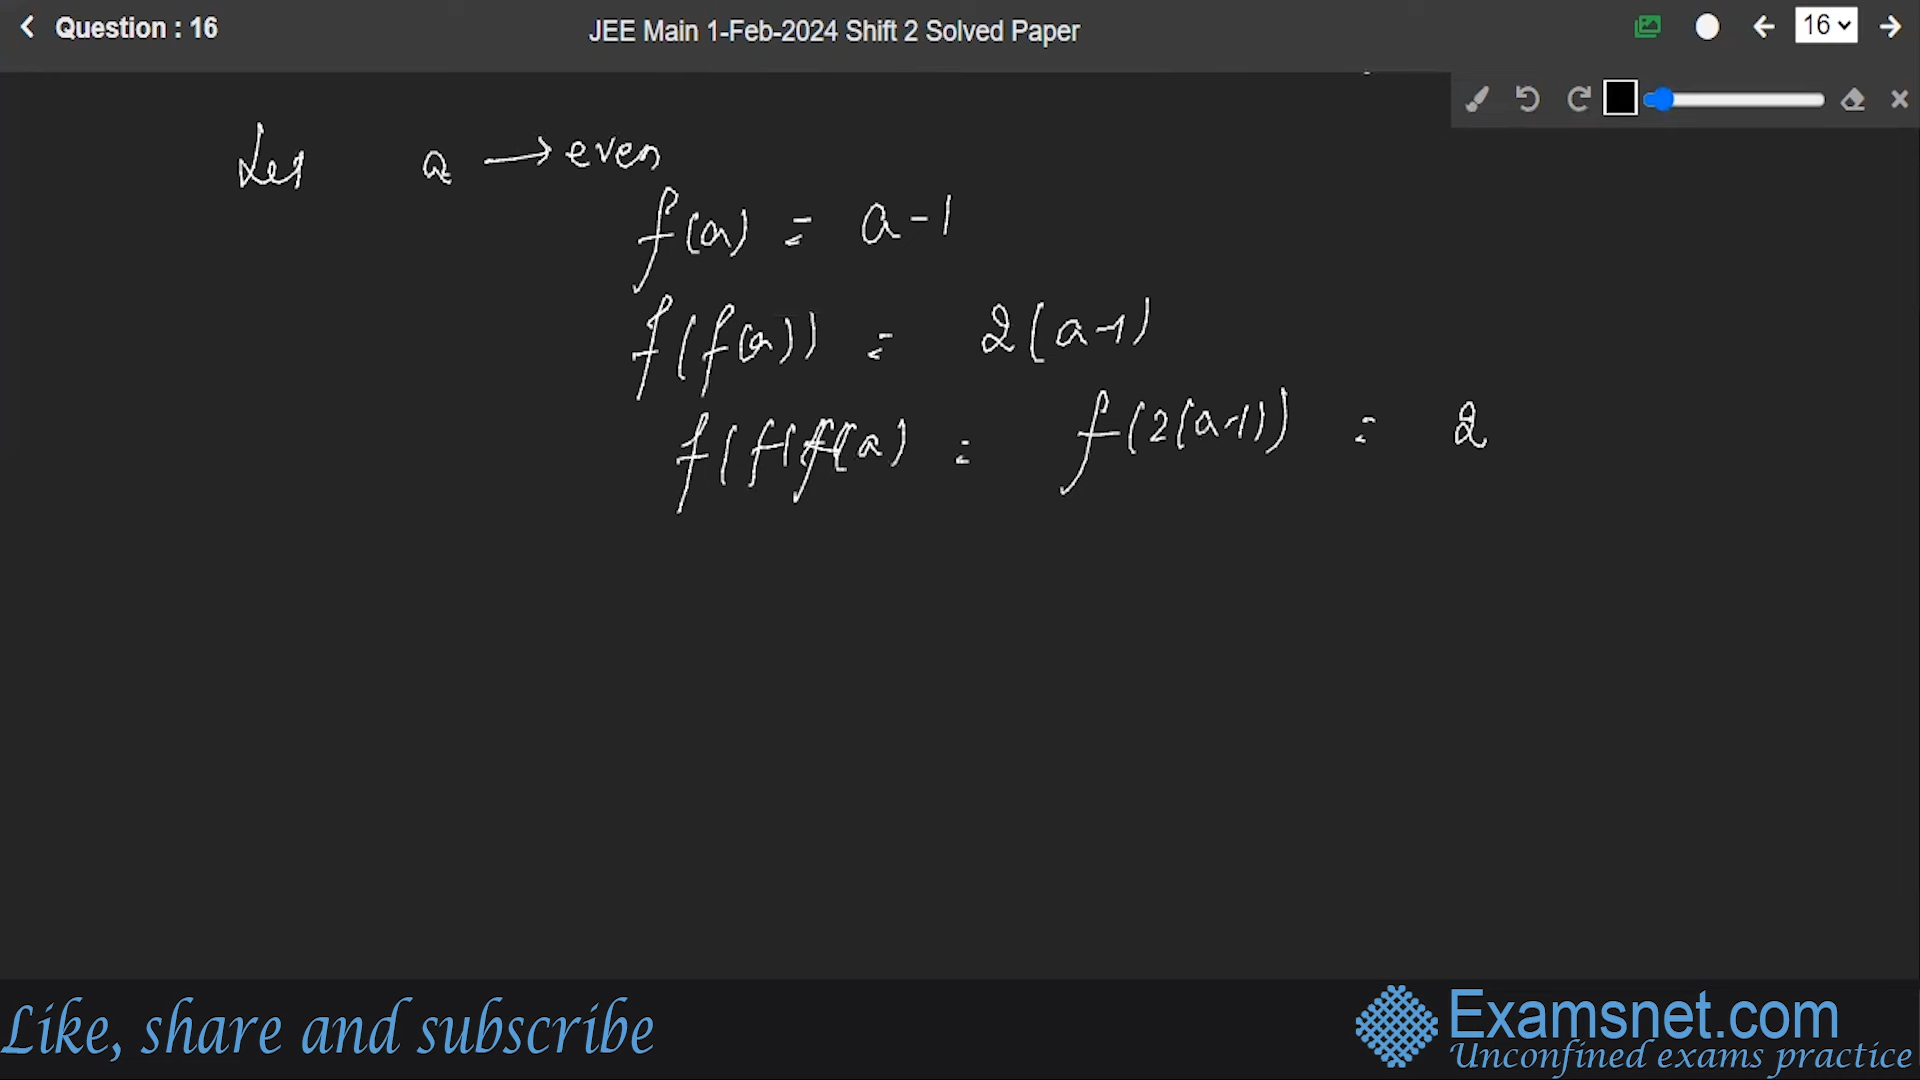 Question : 16
JEE Main 1-Feb-2024 Shift 2 Solved Paper
16
Let a → even
f(a) = a-1
f(f(a)) = 2(a-1)
f(f(f(a) = f(2(a-1)) = 2
Like, share and subscribe
Examsnet.com
Unconfined exams practice